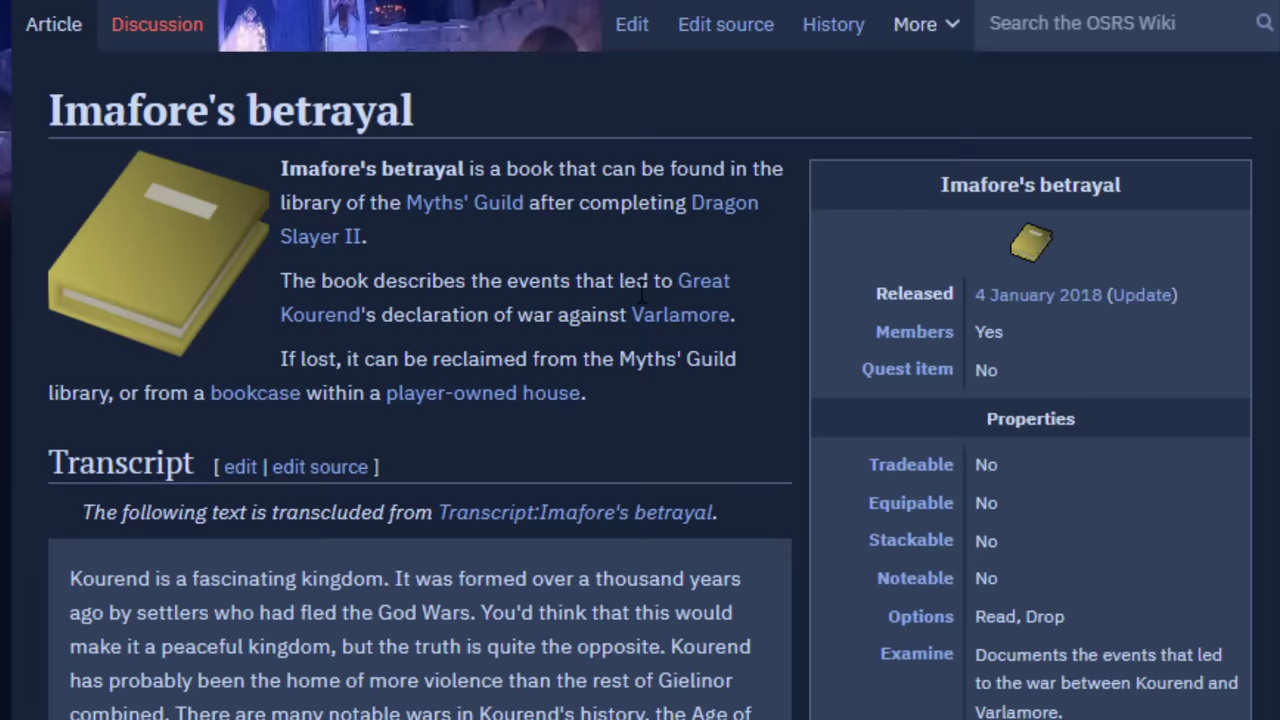 Article Discussion Edit Edit source History More Search the OSRS Wiki
Imafore's betrayal
Imafore's betrayal is a book that can be found in the
library of the Myths' Guild after completing Dragon
Slayer II.
The book describes the events that led to Great
Kourend's declaration of war against Varlamore.
If lost, it can be reclaimed from the Myths' Guild
library, or from a bookcase within a player-owned house.
Transcript [ edit | edit source ]
The following text is transcluded from Transcript:Imafore's betrayal.
Kourend is a fascinating kingdom. It was formed over a thousand years
ago by settlers who had fled the God Wars. You'd think that this would
make it a peaceful kingdom, but the truth is quite the opposite. Kourend
has probably been the home of more violence than the rest of Gielinor
combined. There are many notable wars in Kourend's history, the Age of
Imafore's betrayal
Released 4 January 2018 (Update)
Members Yes
Quest item No
Properties
Tradeable No
Equipable No
Stackable No
Noteable No
Options Read, Drop
Examine Documents the events that led
to the war between Kourend and
Varlamore.